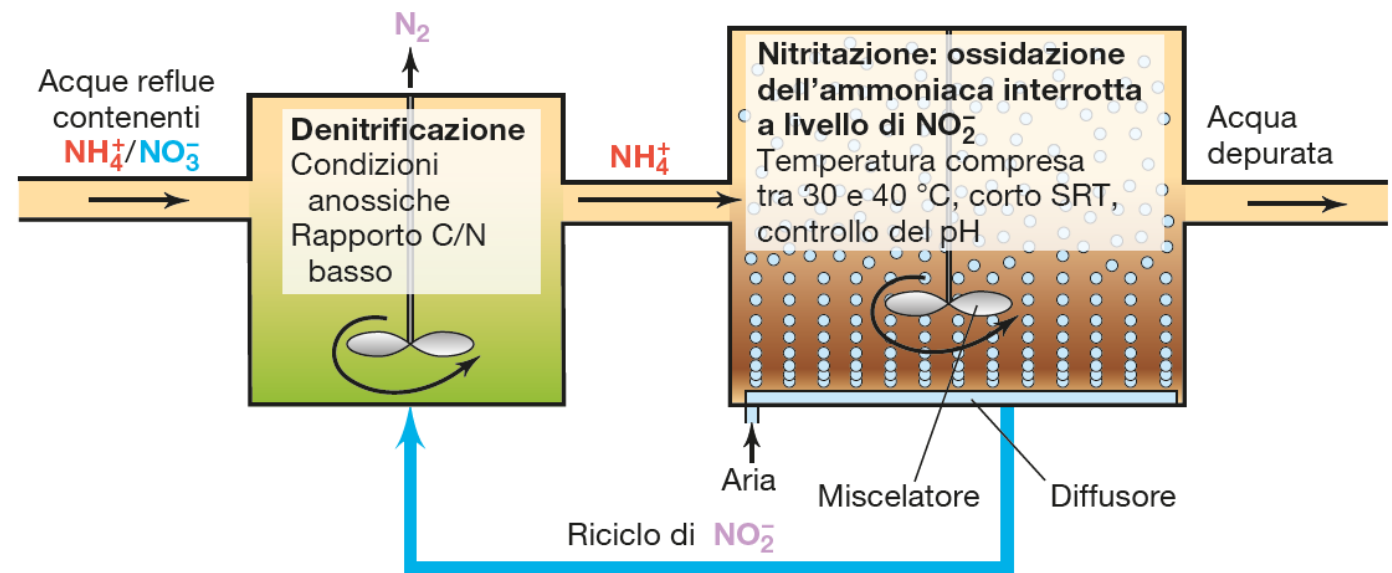 N₂
Acque reflue
contenenti
NH₄⁺/NO₃⁻
Denitrificazione
Condizioni
anossiche
Rapporto C/N
basso
NH₄⁺
Nitritazione: ossidazione
dell'ammoniaca interrotta
a livello di NO₂⁻
Temperatura compresa
tra 30 e 40 °C, corto SRT,
controllo del pH
Acqua
depurata
Aria
Miscelatore
Diffusore
Riciclo di NO₂⁻